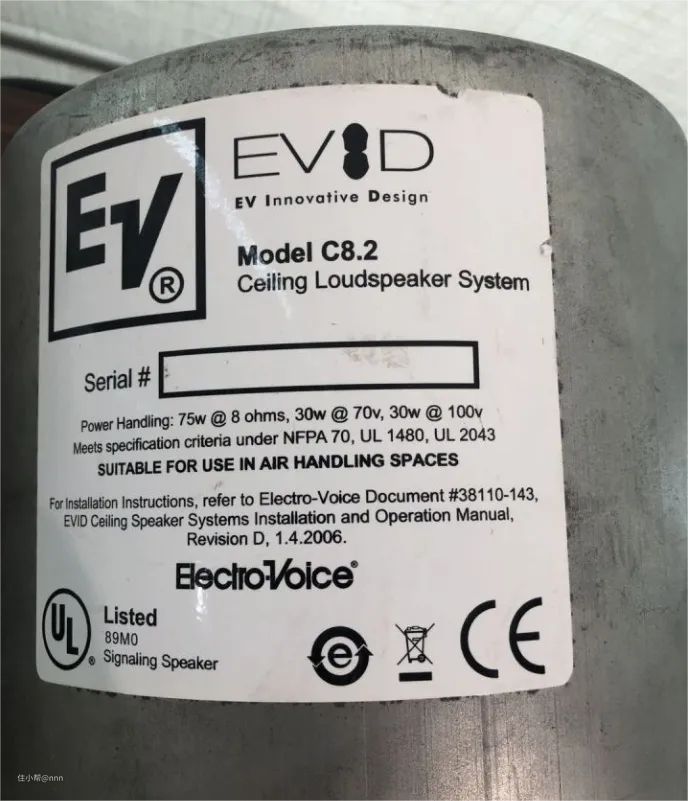 EV®
EVID
EV Innovative Design
Model C8.2
Ceiling Loudspeaker System
Serial #
Power Handling: 75w @ 8 ohms, 30w @ 70v, 30w @ 100v
Meets specification criteria under NFPA 70, UL 1480, UL 2043
SUITABLE FOR USE IN AIR HANDLING SPACES
For Installation Instructions, refer to Electro-Voice Document #38110-143,
EVID Ceiling Speaker Systems Installation and Operation Manual,
Revision D, 1.4.2006.
Electro-Voice®
UL®
Listed
89M0
Signaling Speaker
e
CE
住小帮@nnn